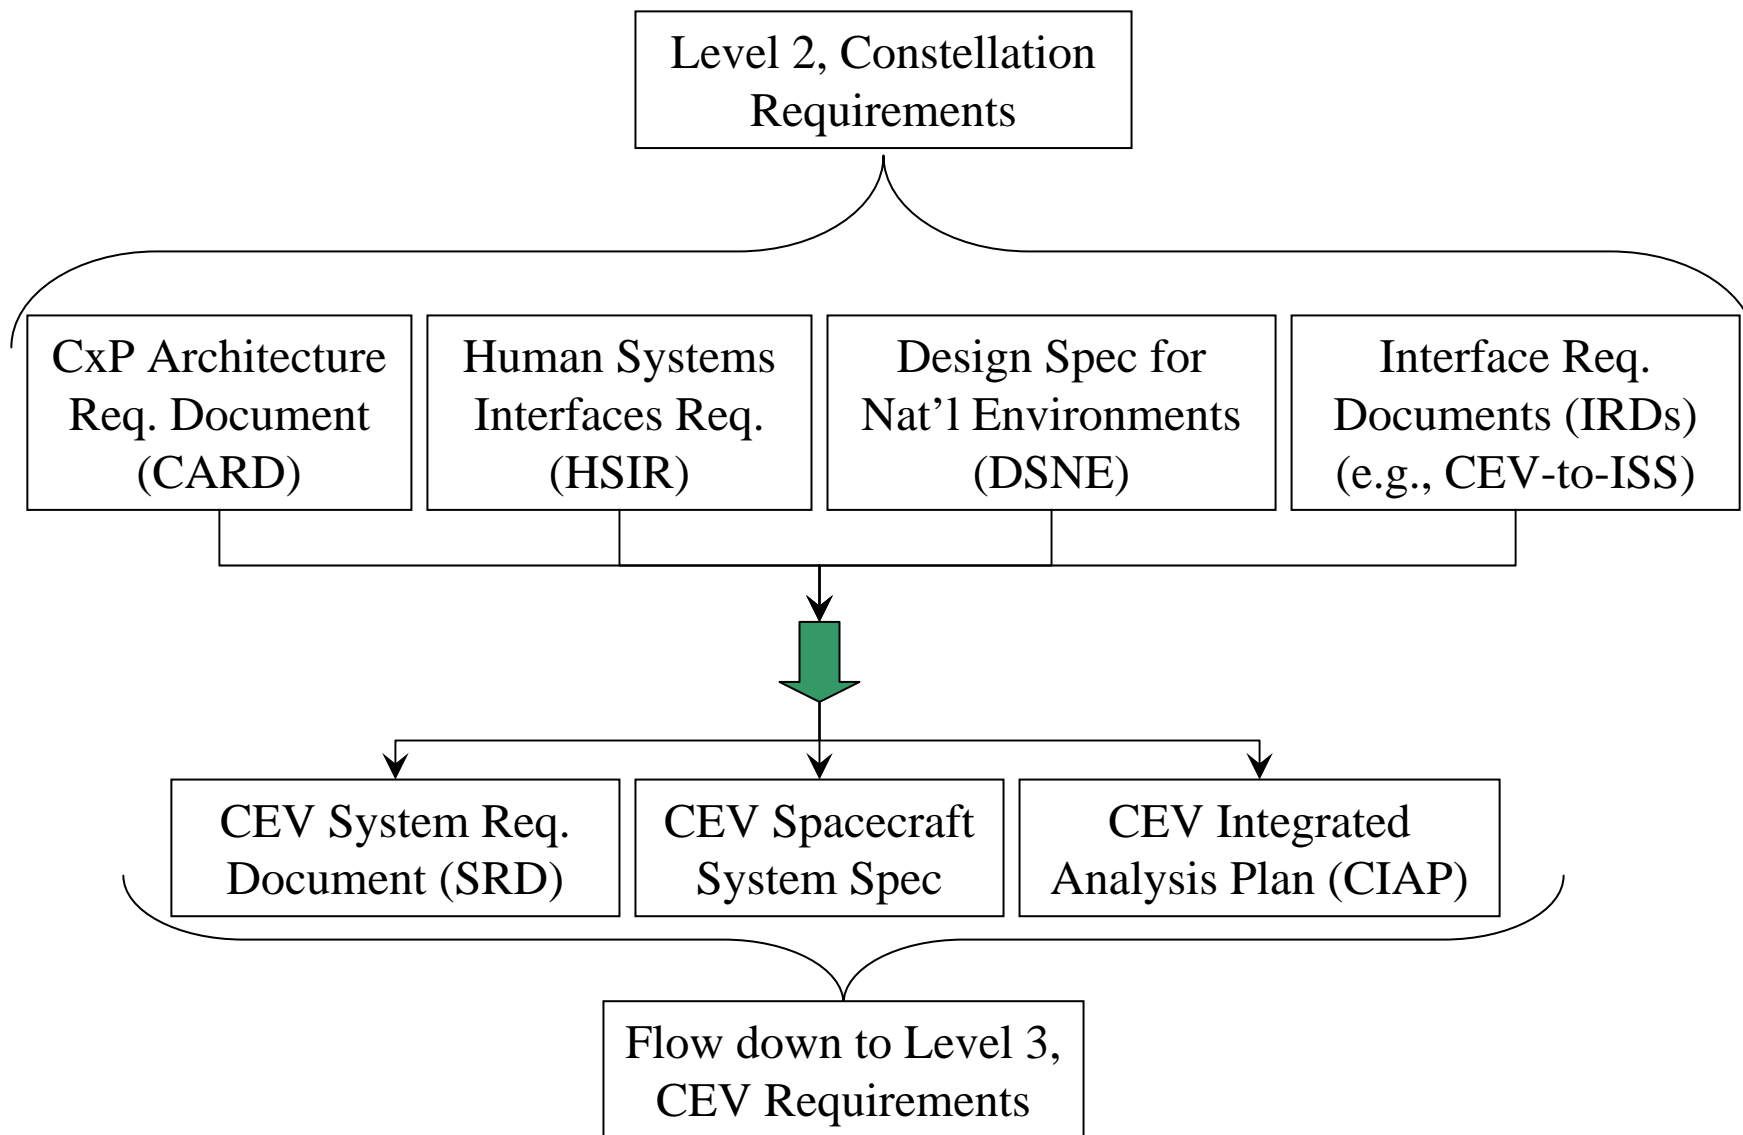 Level 2, Constellation
Requirements
CxP Architecture
Req. Document
(CARD)
Human Systems
Interfaces Req.
(HSIR)
Design Spec for
Nat’l Environments
(DSNE)
Interface Req.
Documents (IRDs)
(e.g., CEV-to-ISS)
CEV System Req.
Document (SRD)
CEV Spacecraft
System Spec
CEV Integrated
Analysis Plan (CIAP)
Flow down to Level 3,
CEV Requirements